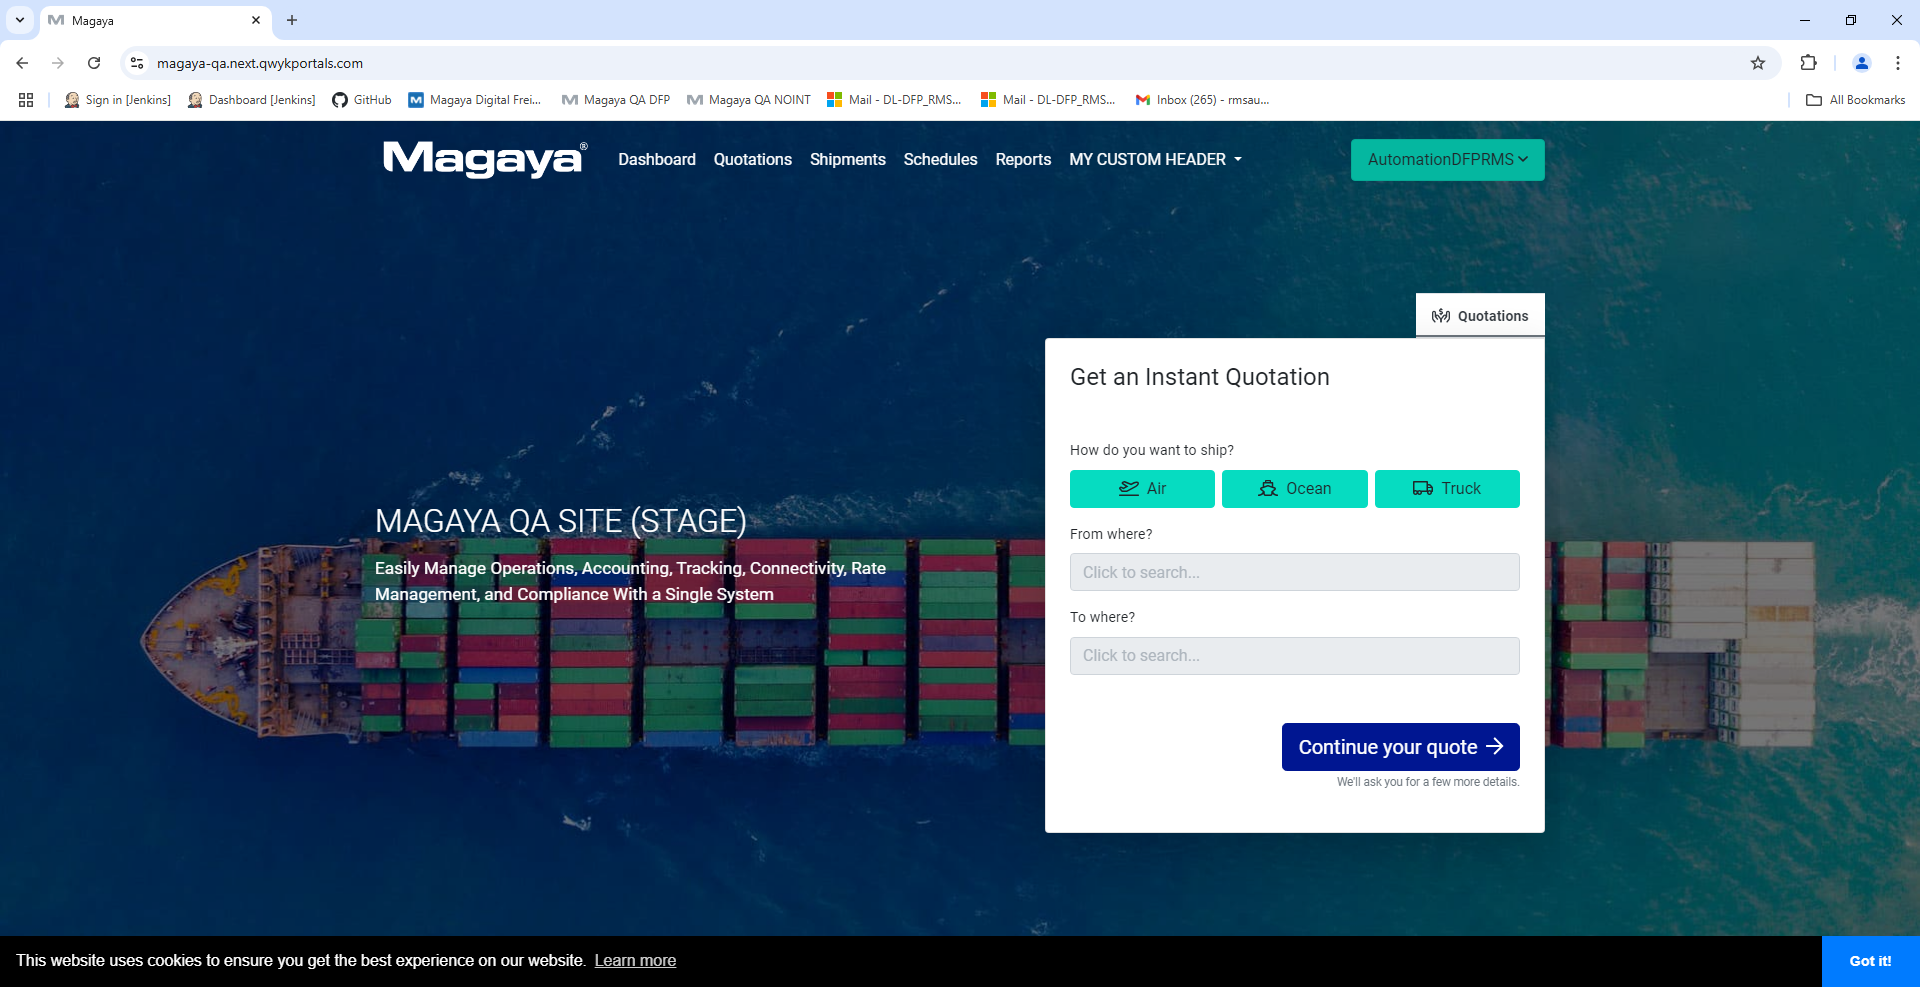 Magaya
magaya-qa.next.qwykportals.com
Sign in [Jenkins]
Dashboard [Jenkins]
GitHub
Magaya Digital Frei...
Magaya QA DFP
Magaya QA NOINT
Mail - DL-DFP_RMS...
Mail - DL-DFP_RMS...
Inbox (265) - rmsau...
All Bookmarks
Magaya®
Dashboard
Quotations
Shipments
Schedules
Reports
MY CUSTOM HEADER
AutomationDFPRMS
Quotations
Get an Instant Quotation
How do you want to ship?
Air
Ocean
Truck
From where?
Click to search...
To where?
Click to search...
Continue your quote
We'll ask you for a few more details.
MAGAYA QA SITE (STAGE)
Easily Manage Operations, Accounting, Tracking, Connectivity, Rate
Management, and Compliance With a Single System
This website uses cookies to ensure you get the best experience on our website. Learn more
Got it!